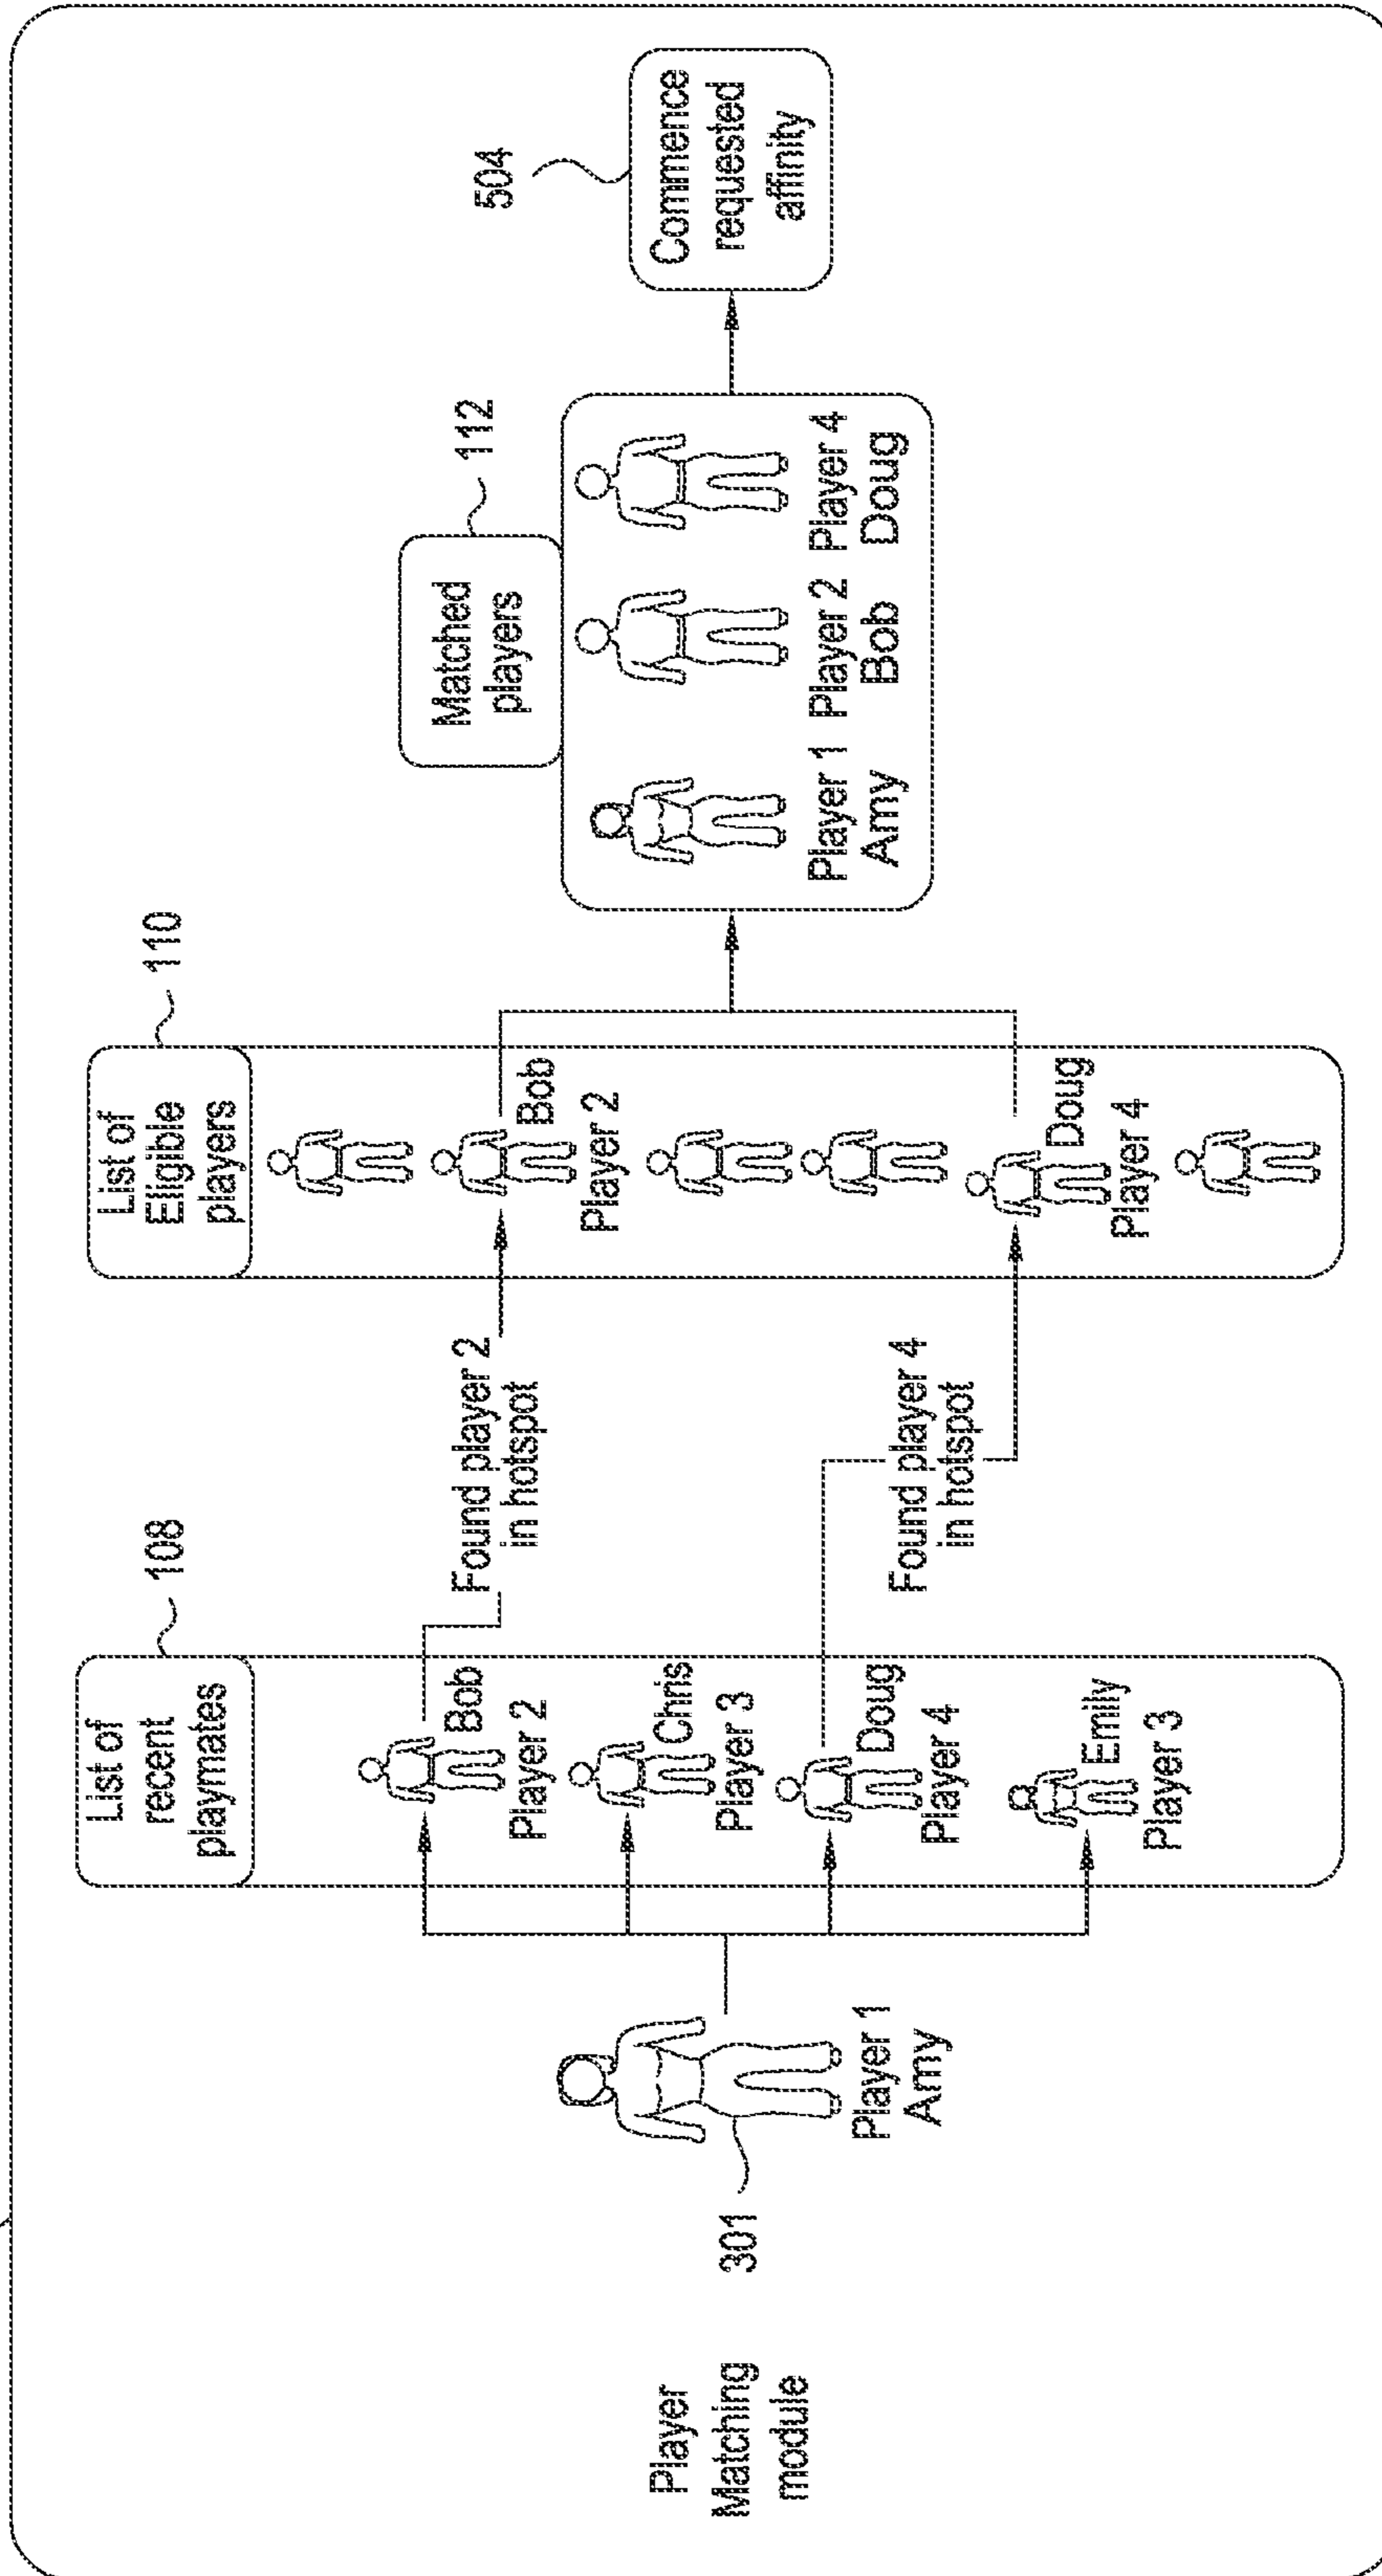 Player
Matching
module
301
Player 1
Amy
List of
recent
playmates
108
Bob
Player 2
Chris
Player 3
Doug
Player 4
Emily
Player 3
Found player 2
in hotspot
Found player 4
in hotspot
List of
Eligible
players
110
Bob
Player 2
Doug
Player 4
Matched
players
112
Player 1
Amy
Player 2
Bob
Player 4
Doug
504
Commence
requested
affinity